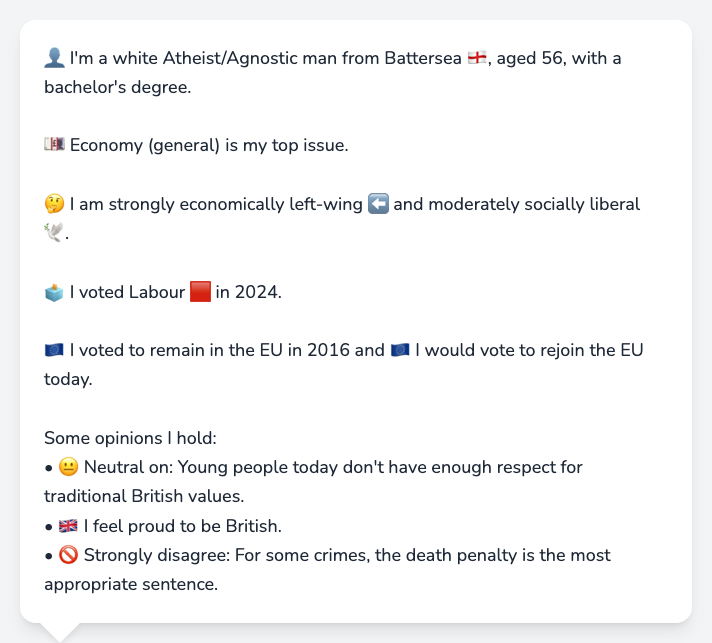 👤 I'm a white Atheist/Agnostic man from Battersea 🏴󠁧󠁢󠁥󠁮󠁧󠁿, aged 56, with a
bachelor's degree.
💷 Economy (general) is my top issue.
🤔 I am strongly economically left-wing ⬅️ and moderately socially liberal
🕊️.
🗳️ I voted Labour 🟥 in 2024.
🇪🇺 I voted to remain in the EU in 2016 and 🇪🇺 I would vote to rejoin the EU
today.
Some opinions I hold:
• 😐 Neutral on: Young people today don't have enough respect for
traditional British values.
• 🇬🇧 I feel proud to be British.
• 🚫 Strongly disagree: For some crimes, the death penalty is the most
appropriate sentence.